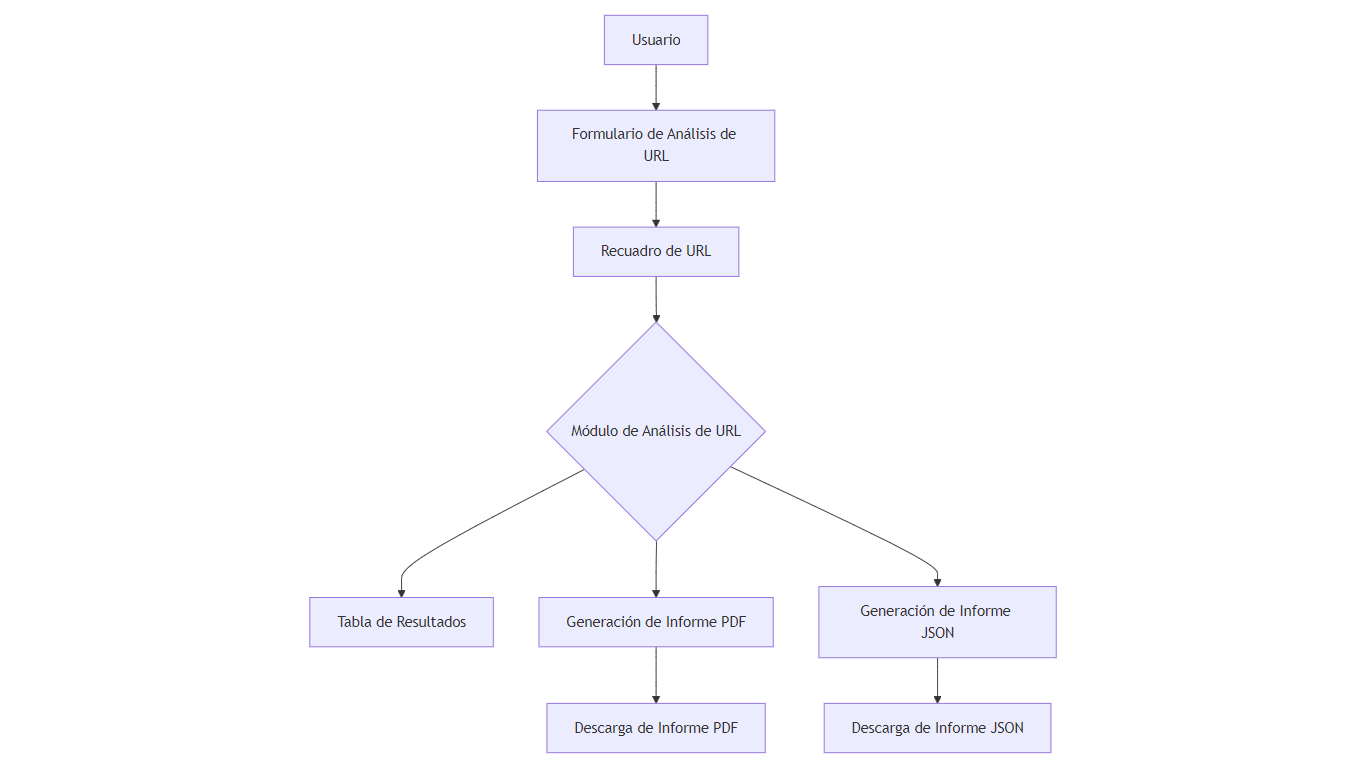 Usuario
Formulario de Análisis de
URL
Recuadro de URL
Módulo de Análisis de URL
Tabla de Resultados
Generación de Informe PDF
Generación de Informe
JSON
Descarga de Informe PDF
Descarga de Informe JSON